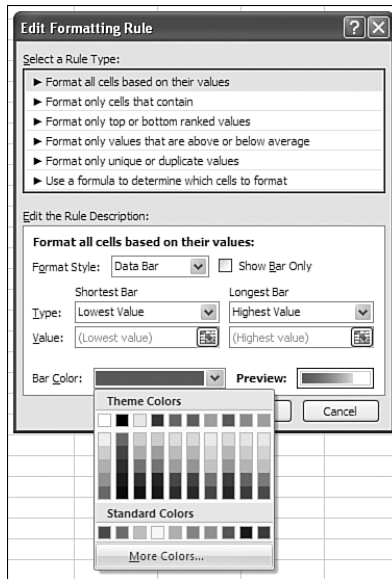 Edit Formatting Rule
Select a Rule Type:
► Format all cells based on their values
► Format only cells that contain
► Format only top or bottom ranked values
► Format only values that are above or below average
► Format only unique or duplicate values
► Use a formula to determine which cells to format
Edit the Rule Description:
Format all cells based on their values:
Format Style: Data Bar Show Bar Only
Shortest Bar Longest Bar
Type: Lowest Value Highest Value
Value: (Lowest value) (Highest value)
Bar Color: Preview:
Theme Colors
Cancel
Standard Colors
More Colors...